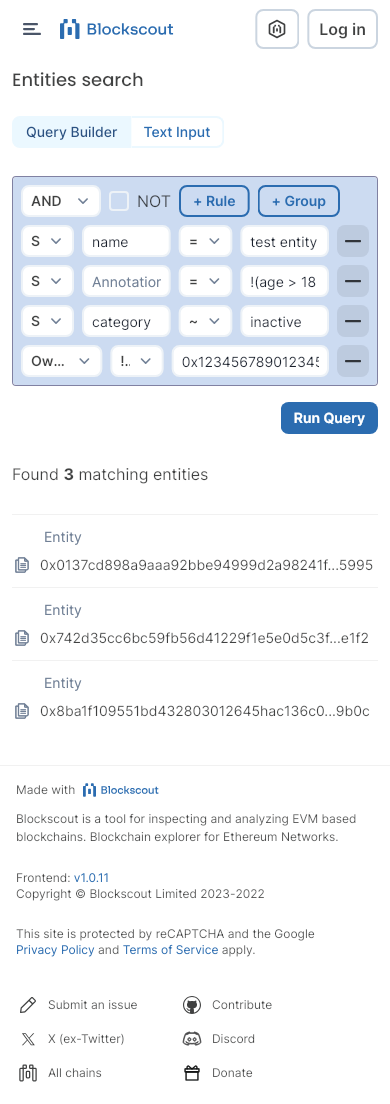 Blockscout
Log in
Entities search
Query Builder Text Input
AND NOT + Rule + Group
S name = test entity
S Annotation = !(age > 18
S category ~ inactive
Ow... !.. 0x123456789012345
Run Query
Found 3 matching entities
Entity
0x0137cd898a9aaa92bbe94999d2a98241f...5995
Entity
0x742d35cc6bc59fb56d41229f1e5e0d5c3f...e1f2
Entity
0x8ba1f109551bd432803012645hac136c0...9b0c
Made with Blockscout
Blockscout is a tool for inspecting and analyzing EVM based
blockchains. Blockchain explorer for Ethereum Networks.
Frontend: v1.0.11
Copyright © Blockscout Limited 2023-2022
This site is protected by reCAPTCHA and the Google
Privacy Policy and Terms of Service apply.
Submit an issue Contribute
X (ex-Twitter) Discord
All chains Donate